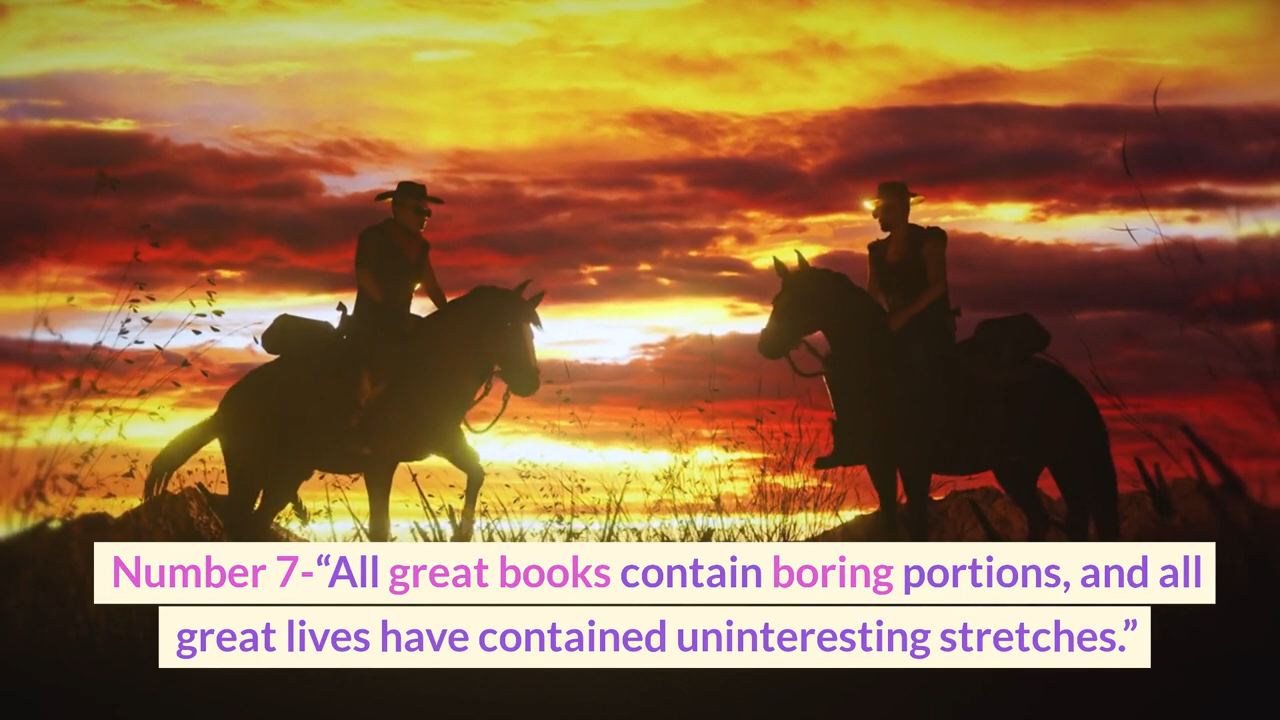 Number 7-“All great books contain boring portions, and all
great lives have contained uninteresting stretches.”